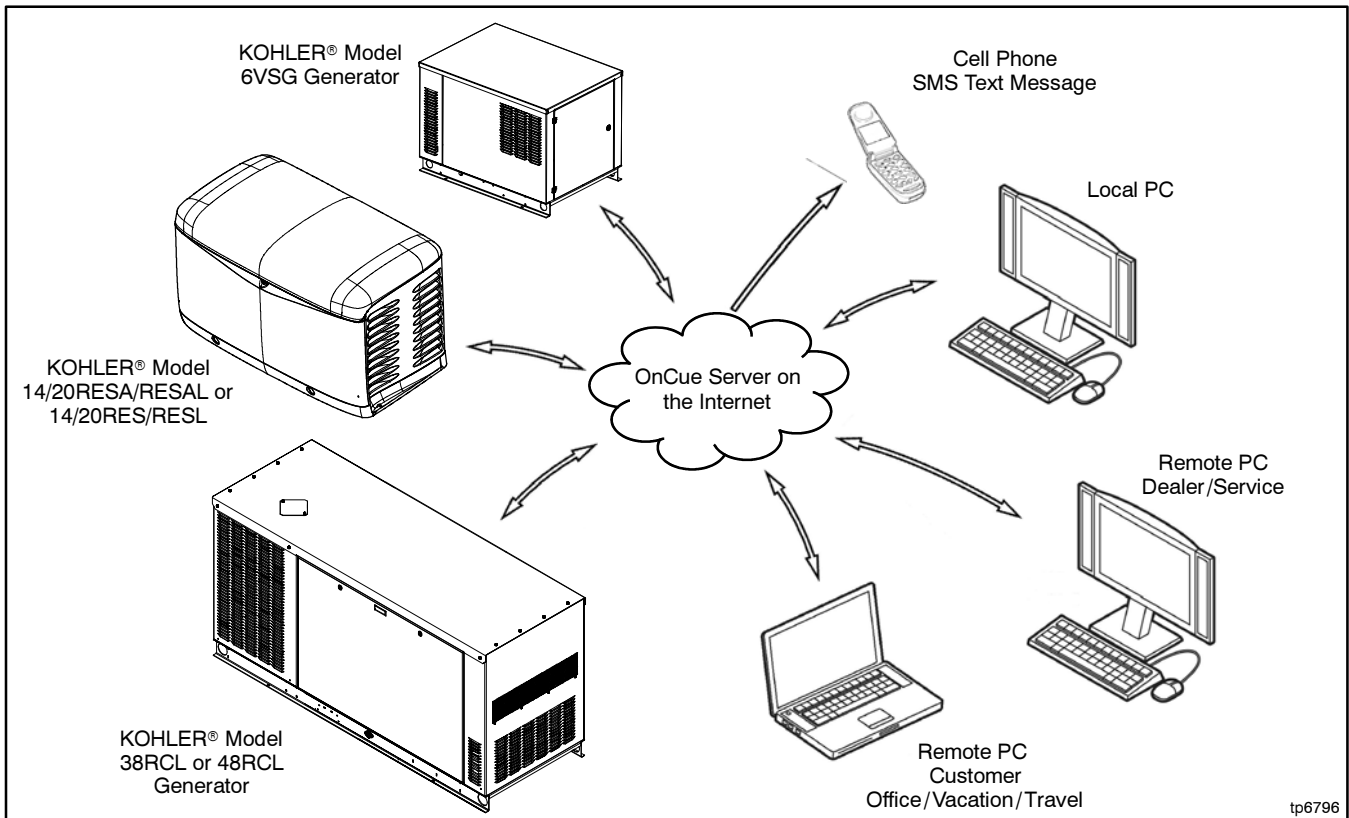 KOHLER® Model
6VSG Generator
Cell Phone
SMS Text Message
Local PC
KOHLER® Model
14/20RESA/RESAL or
14/20RES/RESL
OnCue Server on
the Internet
Remote PC
Dealer/Service
KOHLER® Model
38RCL or 48RCL
Generator
Remote PC
Customer
Office/Vacation/Travel
tp6796